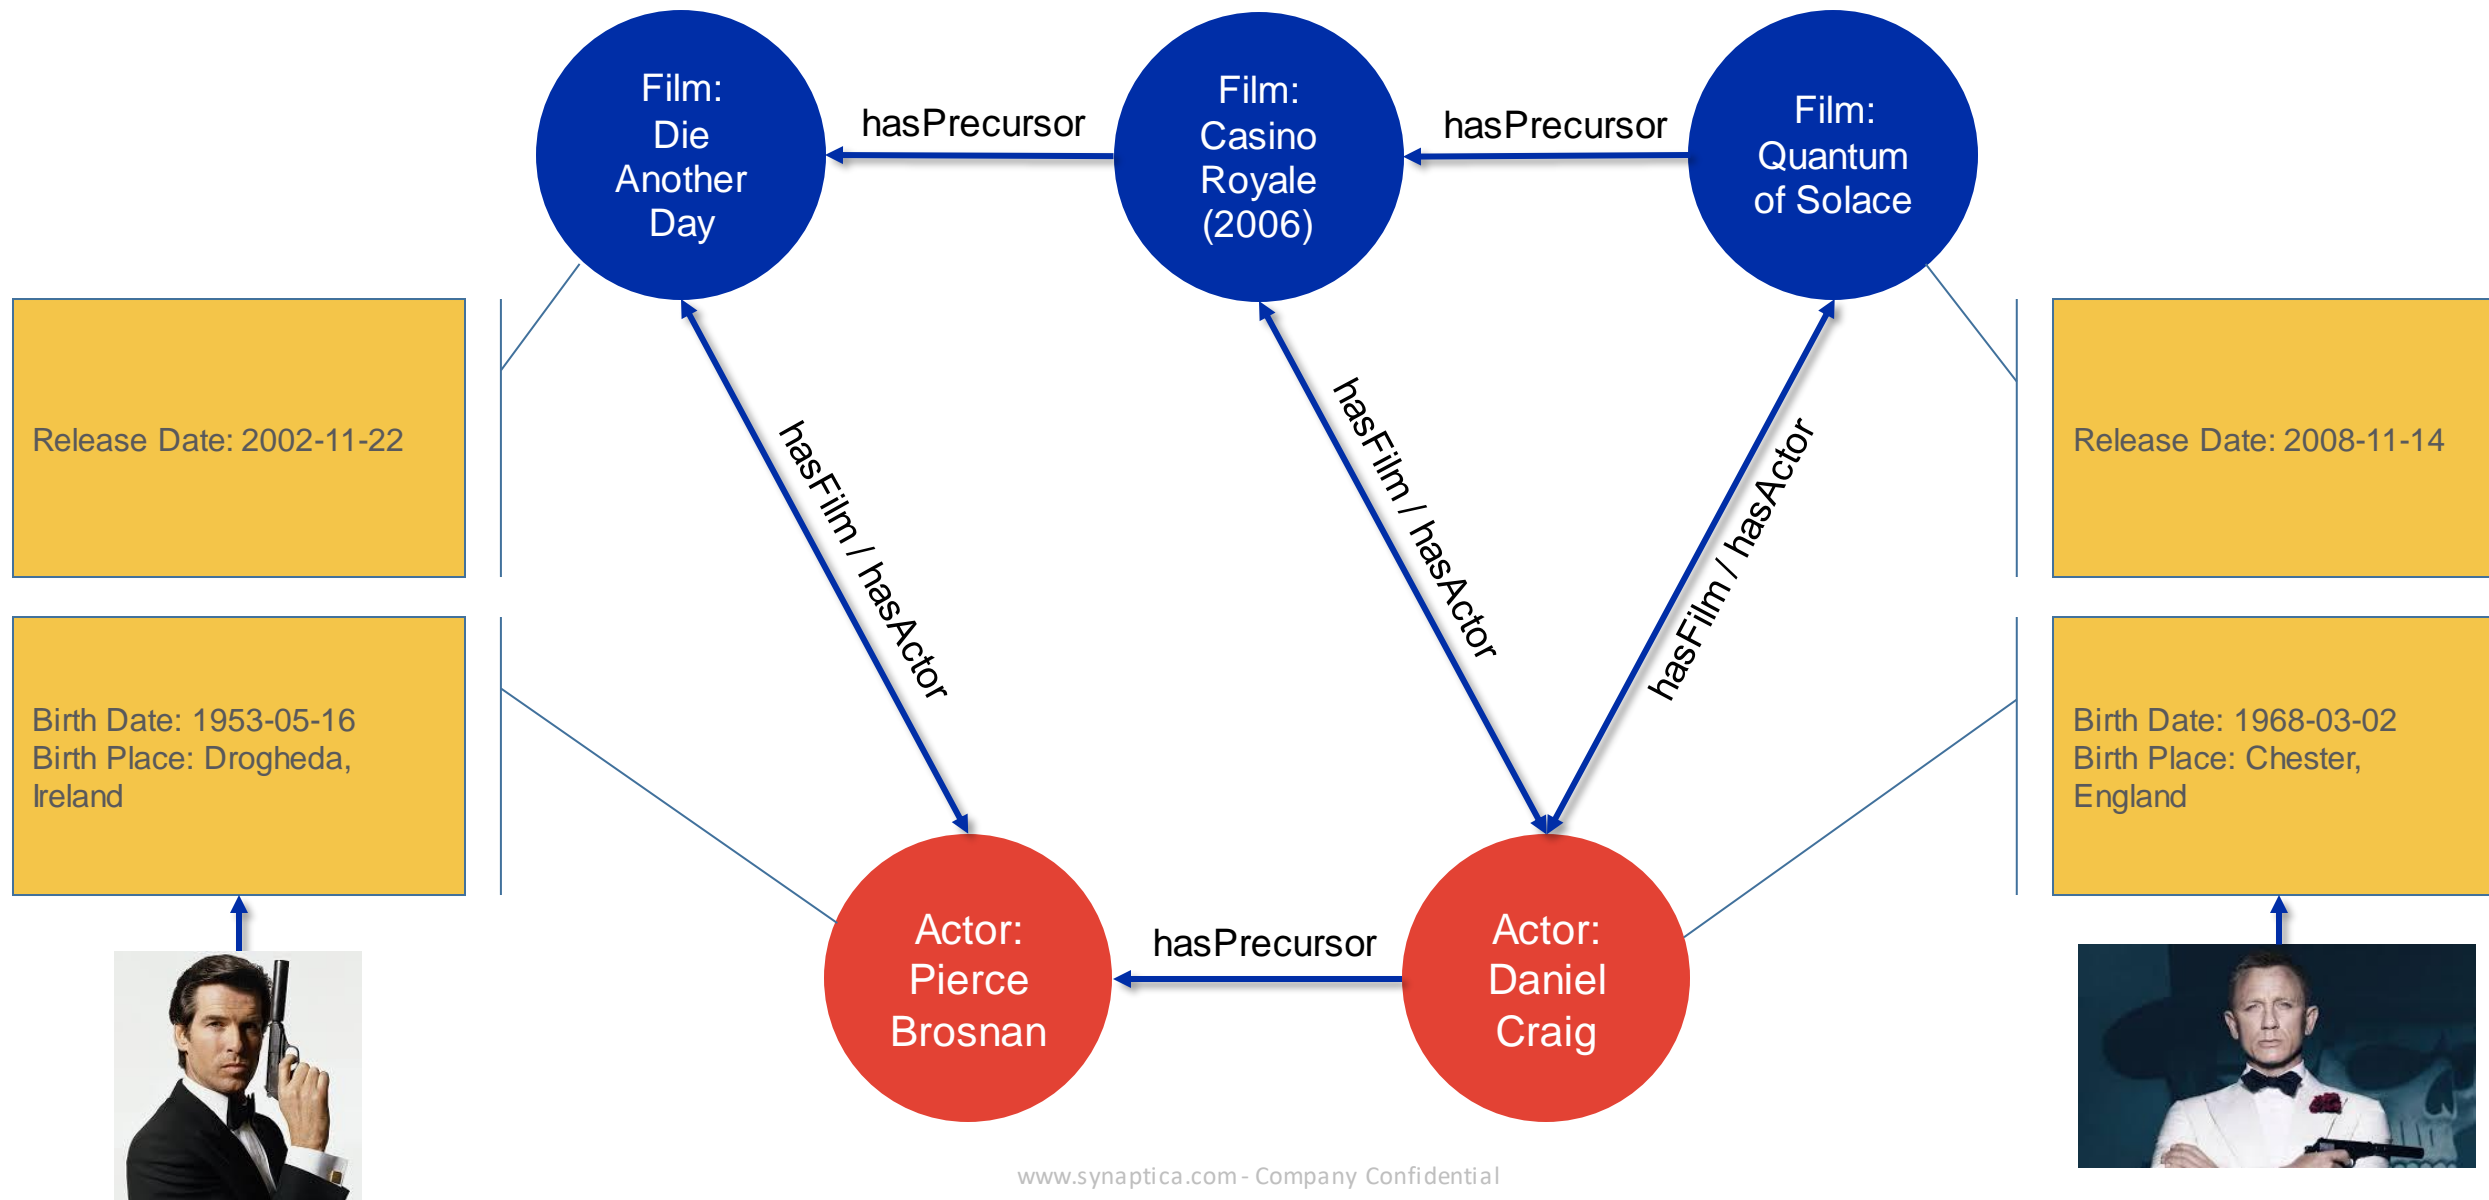 Film:
Die
Another
Day
hasPrecursor
Film:
Casino
Royale
(2006)
hasPrecursor
Film:
Quantum
of Solace
Release Date: 2002-11-22
hasFilm / hasActor
hasFilm / hasActor
hasFilm / hasActor
Release Date: 2008-11-14
Birth Date: 1953-05-16
Birth Place: Drogheda,
Ireland
Birth Date: 1968-03-02
Birth Place: Chester,
England
Actor:
Pierce
Brosnan
hasPrecursor
Actor:
Daniel
Craig
www.synaptica.com - Company Confidential